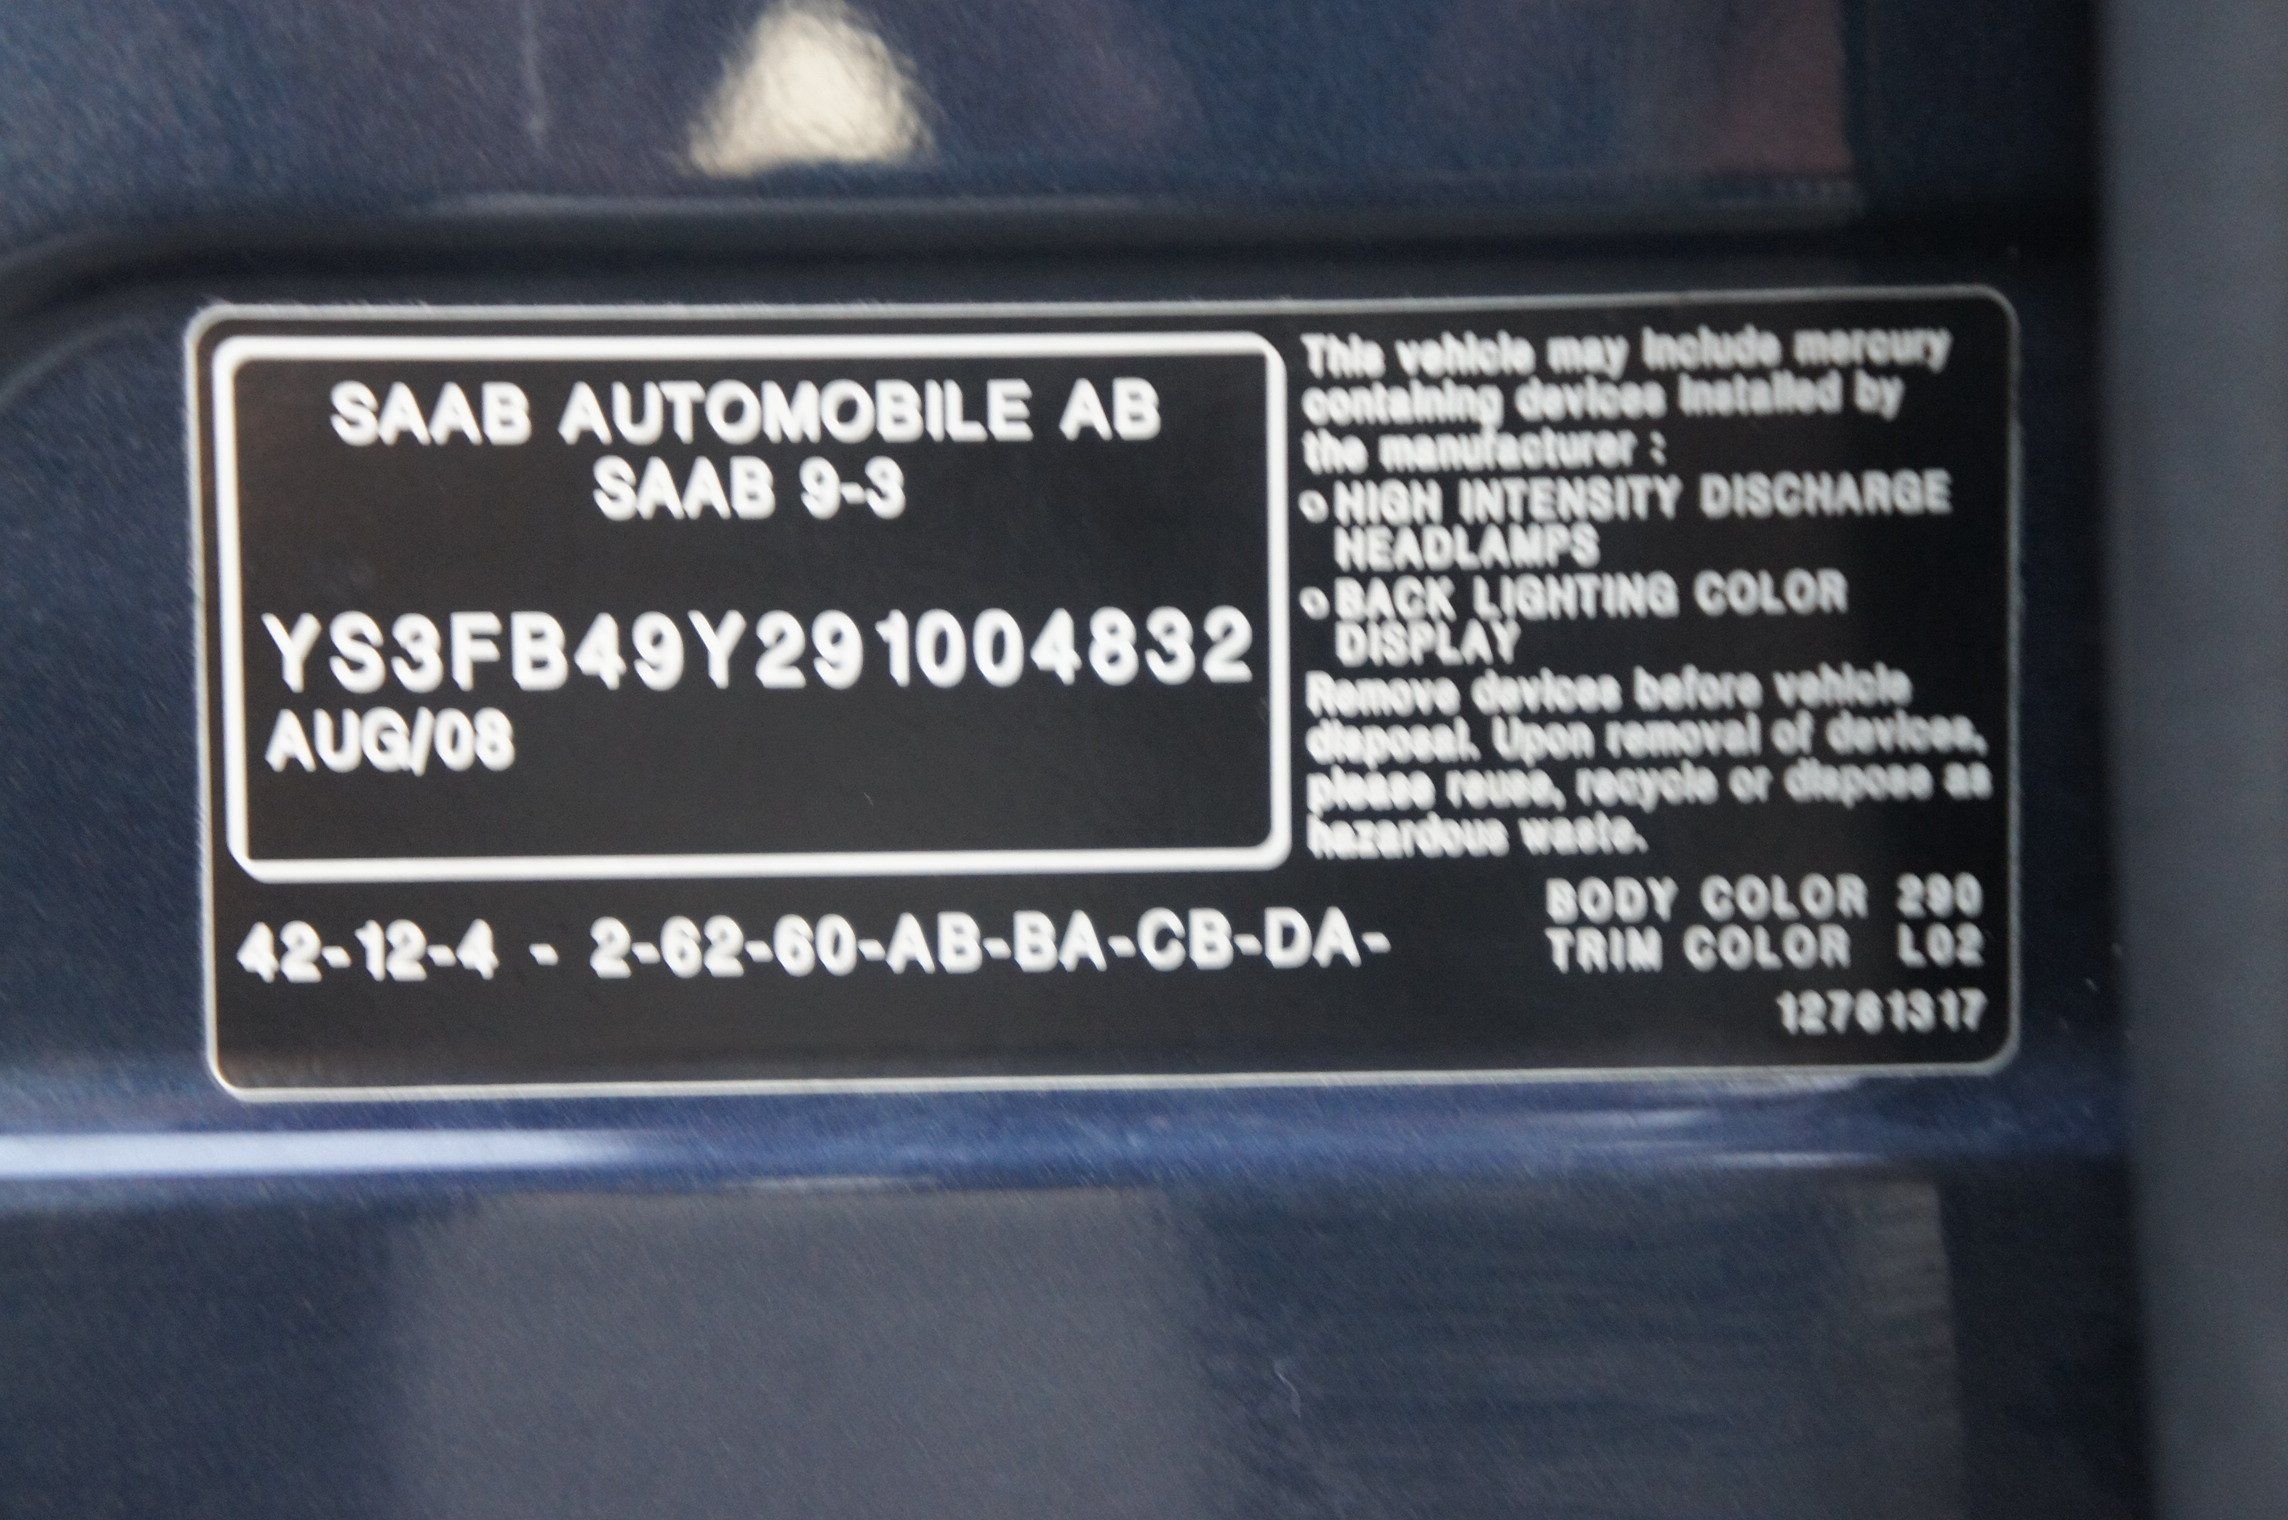 SAAB AUTOMOBILE AB
SAAB 9-3
YS3FB49Y291004832
AUG/08
42-12-4 - 2-62-60-AB-BA-CB-DA-
This vehicle may include mercury
containing devices installed by
the manufacturer :
o HIGH INTENSITY DISCHARGE
HEADLAMPS
o BACK LIGHTING COLOR
DISPLAY
Remove devices before vehicle
disposal. Upon removal of devices,
please reuse, recycle or dispose as
hazardous waste.
BODY COLOR 290
TRIM COLOR L02
12761317